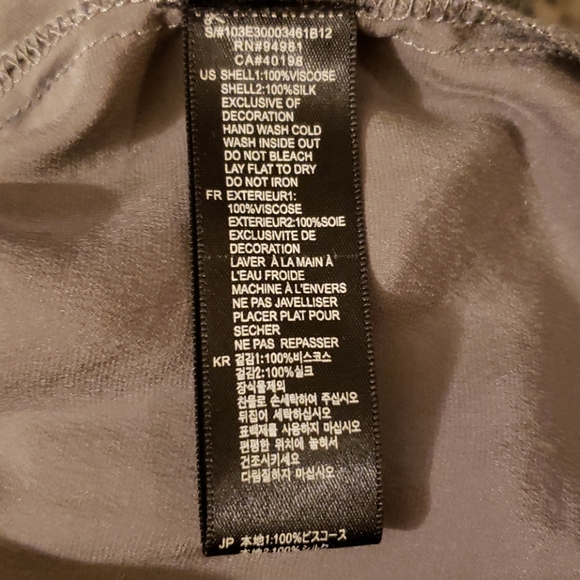 S/#103E30003461B12
RN#94981
CA#40198
US SHELL1:100%VISCOSE
SHELL2:100%SILK
EXCLUSIVE OF
DECORATION
HAND WASH COLD
WASH INSIDE OUT
DO NOT BLEACH
LAY FLAT TO DRY
DO NOT IRON
FR EXTERIEUR1:
100%VISCOSE
EXTERIEUR2:100%SOIE
EXCLUSIVITE DE
DECORATION
LAVER À LA MAIN À
L'EAU FROIDE
MACHINE À L'ENVERS
NE PAS JAVELLISER
PLACER PLAT POUR
SECHER
NE PAS REPASSER
KR 겉감1:100%비스코스
겉감2:100%실크
장식물제외
찬물로 손세탁하여 주십시오
뒤집어 세탁하십시오
표백제를 사용하지 마십시오
편평한 위치에 눕혀서
건조시키세요
다림질하지 마십시오
JP 本地1:100%ビスコース
本地2:100%シルク